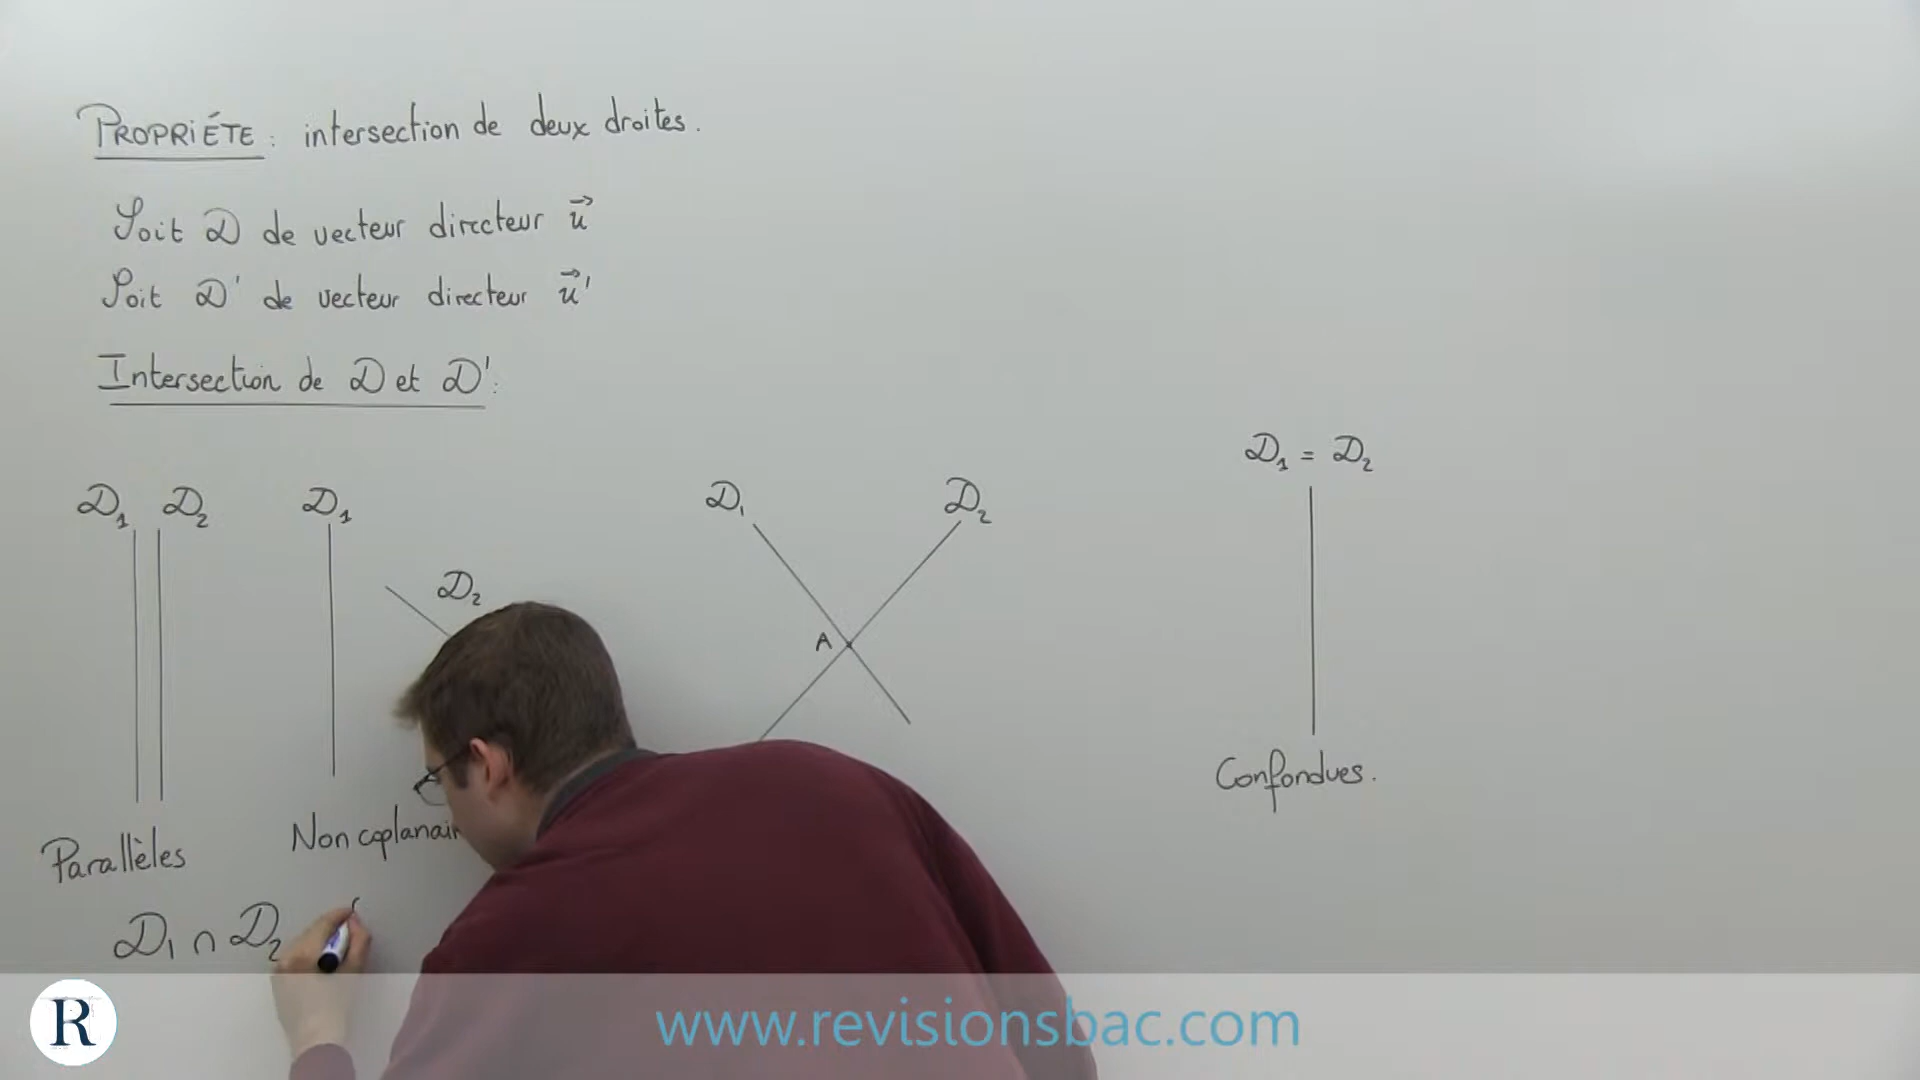 PROPRIÉTE : intersection de deux droites.
Soit D de vecteur directeur u⃗
Soit D' de vecteur directeur u⃗'
Intersection de D et D' :
D₁ = D₂
D₁ D₂
D₁
D₂
D₁
D₂
A
Confondues.
Non coplanair
Parallèles
D₁ ∩ D₂
R
www.revisionsbac.com